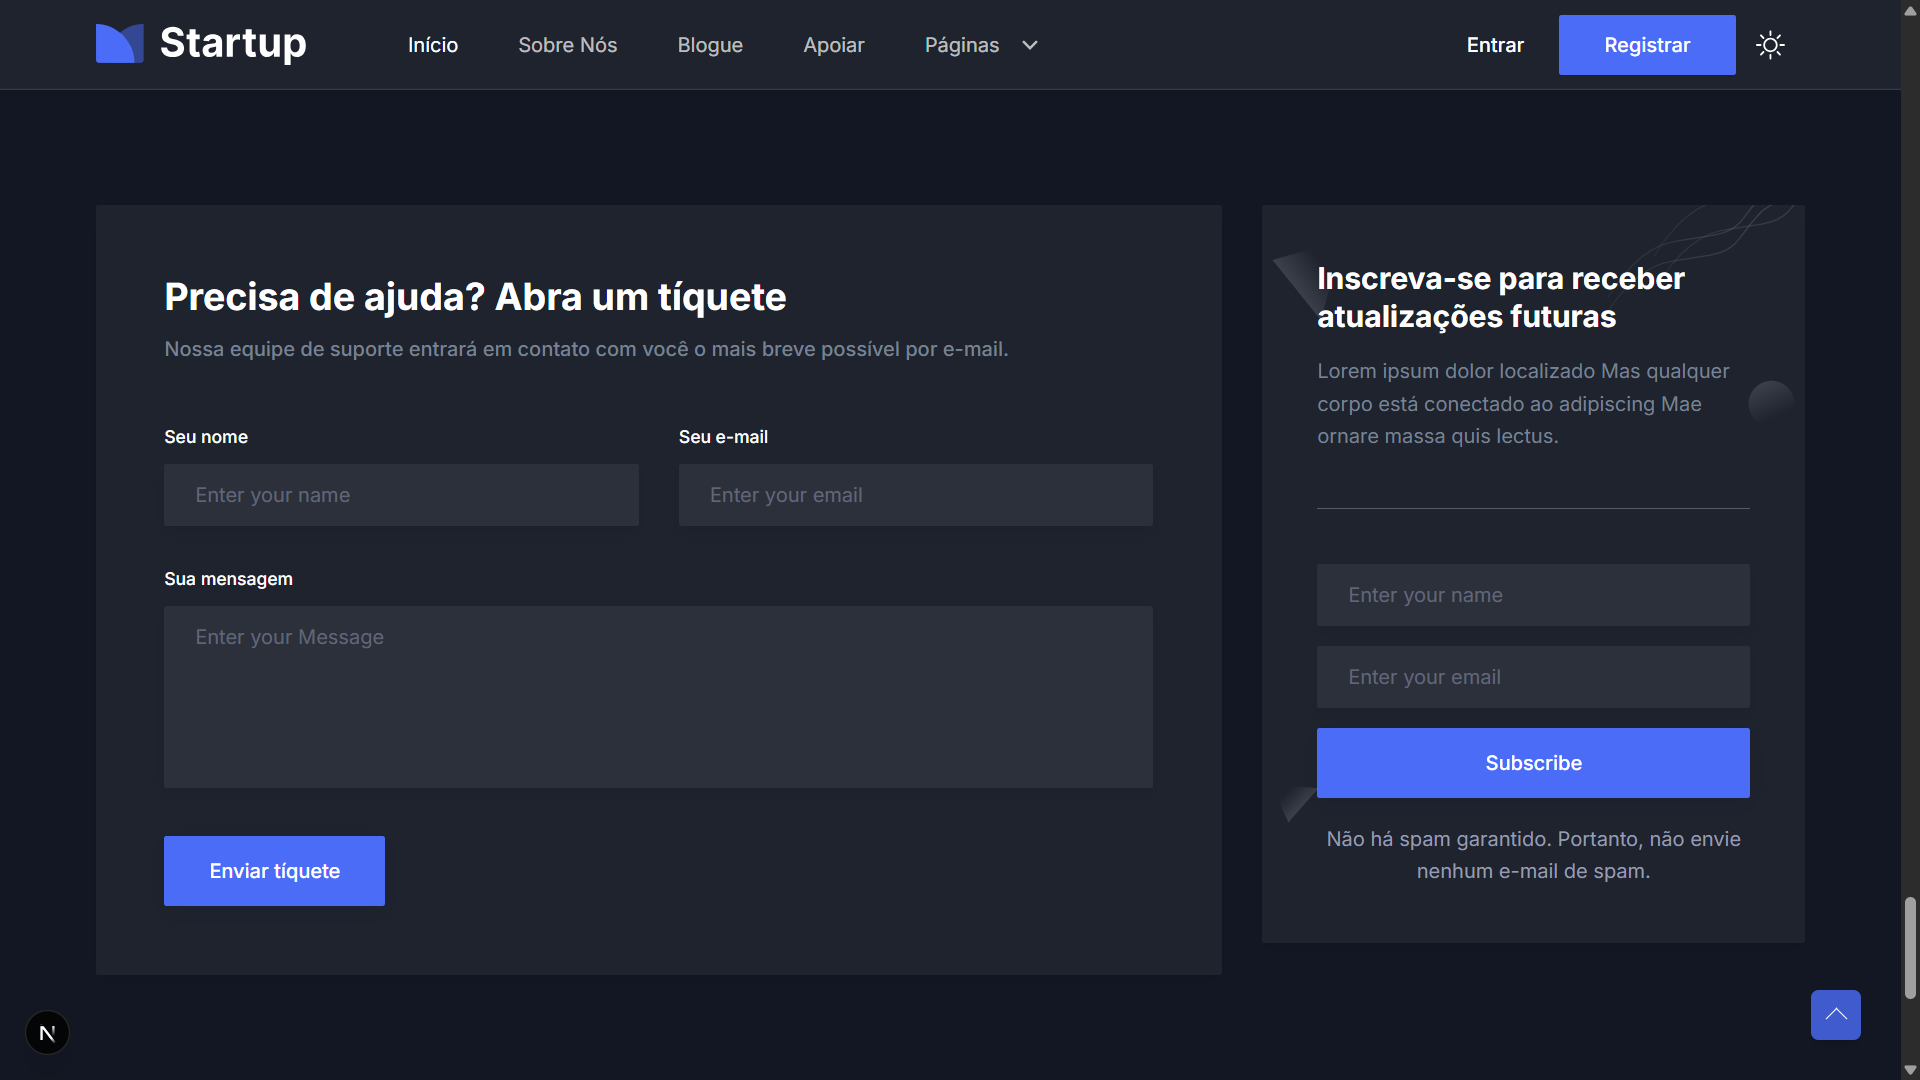 Startup
Início
Sobre Nós
Blogue
Apoiar
Páginas
Entrar
Registrar
Precisa de ajuda? Abra um tíquete
Nossa equipe de suporte entrará em contato com você o mais breve possível por e-mail.
Seu nome
Seu e-mail
Enter your name
Enter your email
Sua mensagem
Enter your Message
Enviar tíquete
Inscreva-se para receber
atualizações futuras
Lorem ipsum dolor localizado Mas qualquer
corpo está conectado ao adipiscing Mae
ornare massa quis lectus.
Enter your name
Enter your email
Subscribe
Não há spam garantido. Portanto, não envie
nenhum e-mail de spam.
N